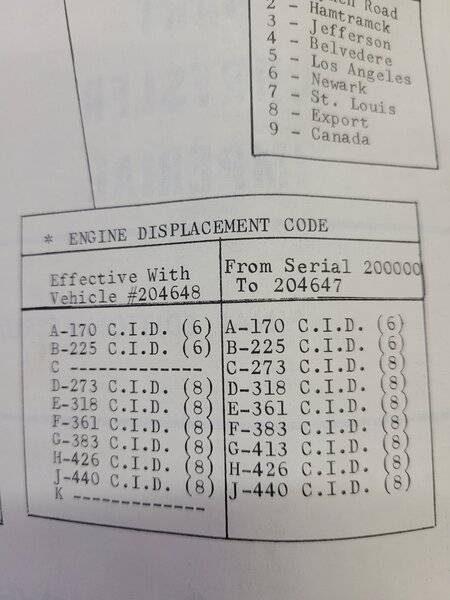 Road
2 - Hamtramck
3 - Jefferson
4 - Belvedere
5 - Los Angeles
6 - Newark
7 - St. Louis
8 - Export
9 - Canada
* ENGINE DISPLACEMENT CODE
Effective With
Vehicle #204648
A-170 C.I.D. (6)
B-225 C.I.D. (6)
C -------------
D-273 C.I.D. (8)
E-318 C.I.D. (8)
F-361 C.I.D. (8)
G-383 C.I.D. (8)
H-426 C.I.D. (8)
J-440 C.I.D. (8)
K -------------
From Serial 200000
To 204647
A-170 C.I.D. (6)
B-225 C.I.D. (6)
C-273 C.I.D. (8)
D-318 C.I.D. (8)
E-361 C.I.D. (8)
F-383 C.I.D. (8)
G-413 C.I.D. (8)
H-426 C.I.D. (8)
J-440 C.I.D. (8)